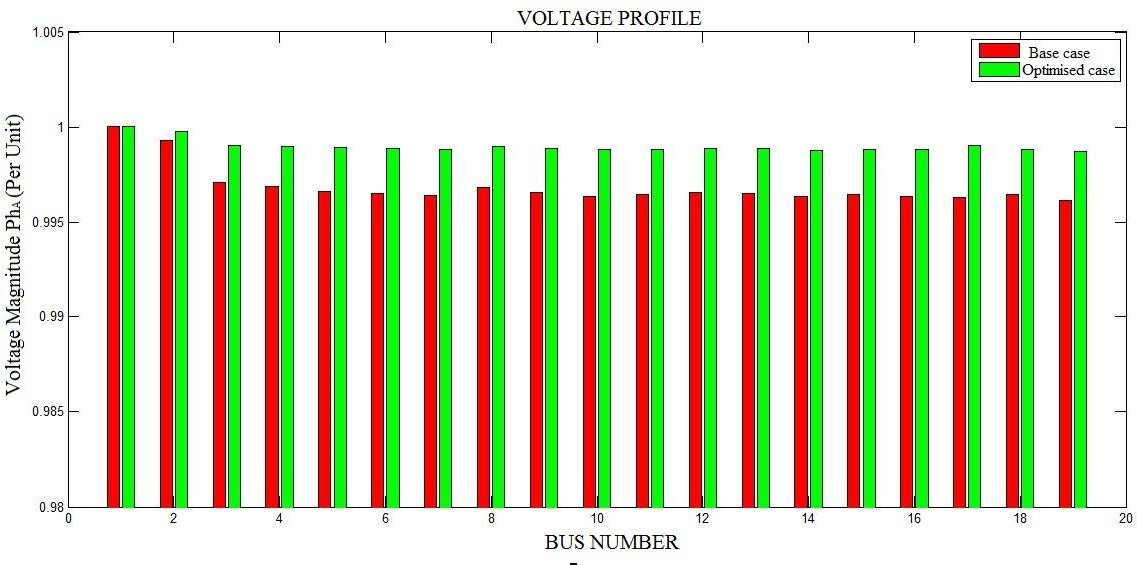 VOLTAGE PROFILE
Voltage Magnitude PhA (Per Unit)
1.005
1
0.995
0.99
0.985
0.98
Base case
Optimised case
0 2 4 6 8 10 12 14 16 18 20
BUS NUMBER